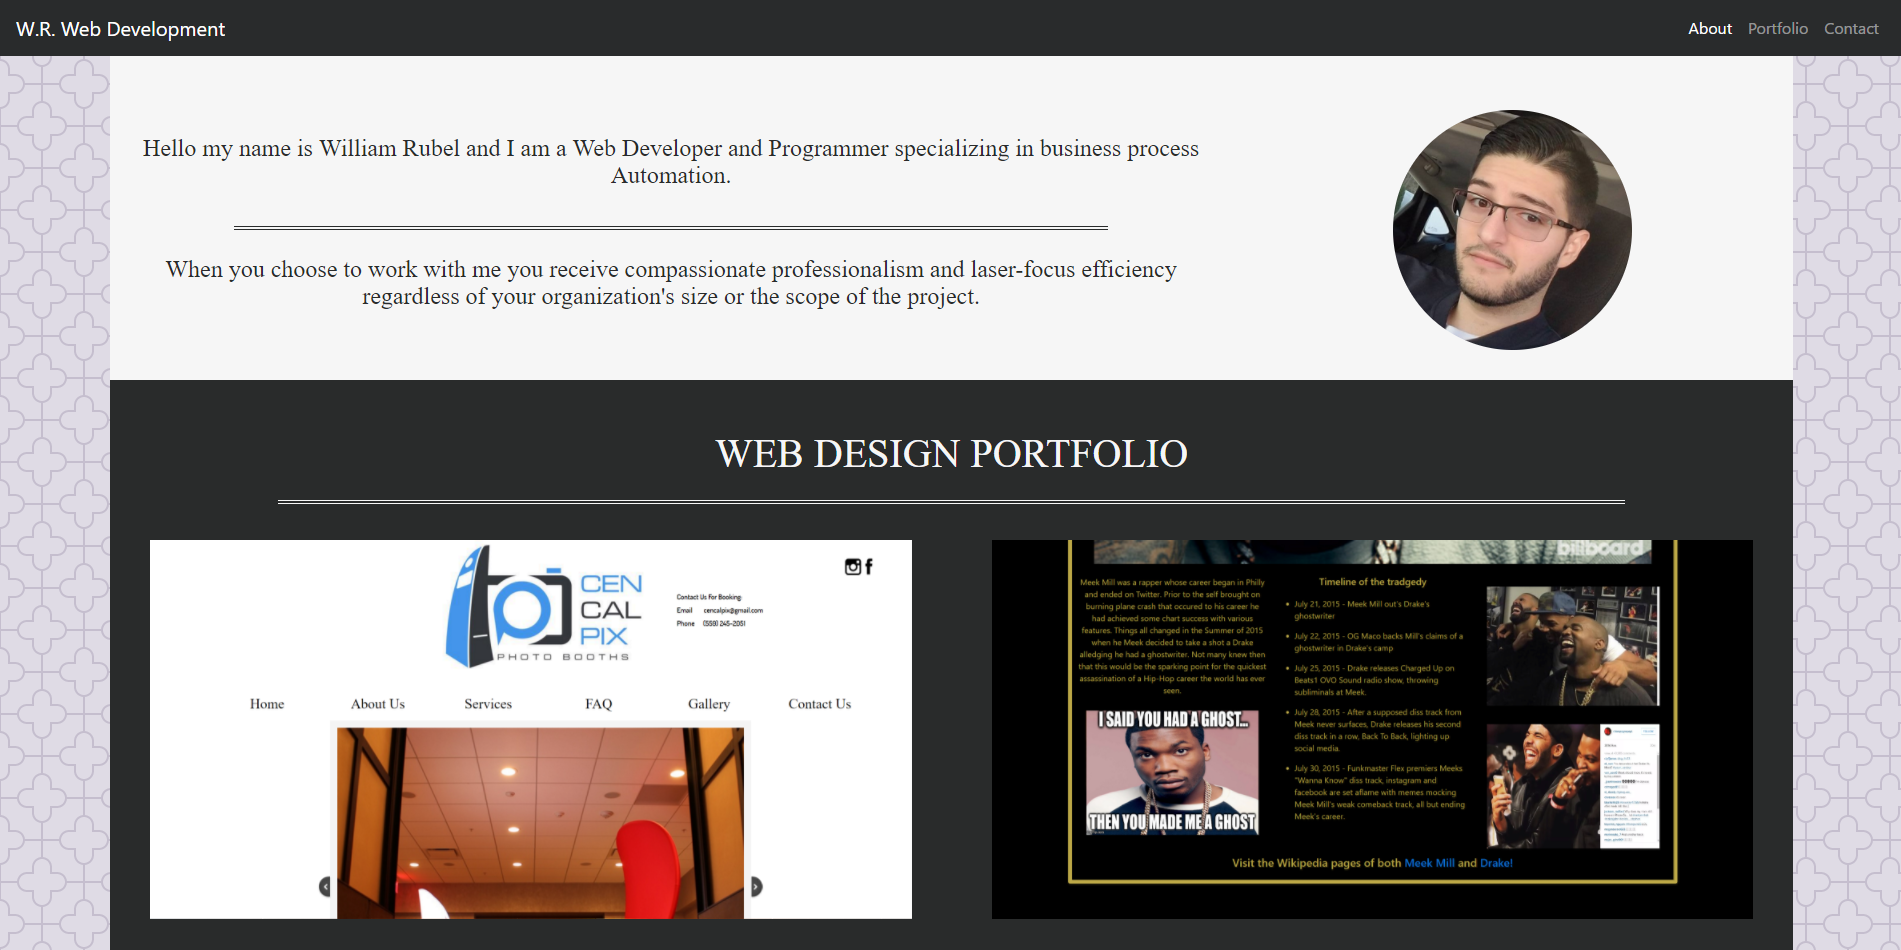 W.R. Web Development
About Portfolio Contact
Hello my name is William Rubel and I am a Web Developer and Programmer specializing in business process
Automation.
When you choose to work with me you receive compassionate professionalism and laser-focus efficiency
regardless of your organization's size or the scope of the project.
WEB DESIGN PORTFOLIO
CEN
CAL
PIX
PHOTO BOOTHS
Contact Us For Booking:
Email cencalpix@gmail.com
Phone (559) 245-2051
Home About Us Services FAQ Gallery Contact Us
billboard
Meek Mill was a rapper whose career began in Philly
and ended on Twitter. Prior to the self brought on
burning plane crash that occured to his career he
had achieved some chart success with various
features. Things all changed in the Summer of 2015
when he Meek decided to take a shot a Drake
alledging he had a ghostwriter. Not many knew then
that this would be the sparking point for the quickest
assassination of a Hip-Hop career the world has ever
seen.
I SAID YOU HAD A GHOST...
THEN YOU MADE ME A GHOST
Timeline of the tradgedy
July 21, 2015 - Meek Mill out's Drake's
ghostwriter
July 22, 2015 - OG Maco backs Mill's claims of a
ghostwriter in Drake's camp
July 25, 2015 - Drake releases Charged Up on
Beats1 OVO Sound radio show, throwing
subliminals at Meek.
July 28, 2015 - After a supposed diss track from
Meek never surfaces, Drake releases his second
diss track in a row, Back To Back, lighting up
social media.
July 30, 2015 - Funkmaster Flex premiers Meeks
"Wanna Know" diss track, instagram and
facebook are set aflame with memes mocking
Meek Mill's weak comeback track, all but ending
Meek's career.
Visit the Wikipedia pages of both Meek Mill and Drake!